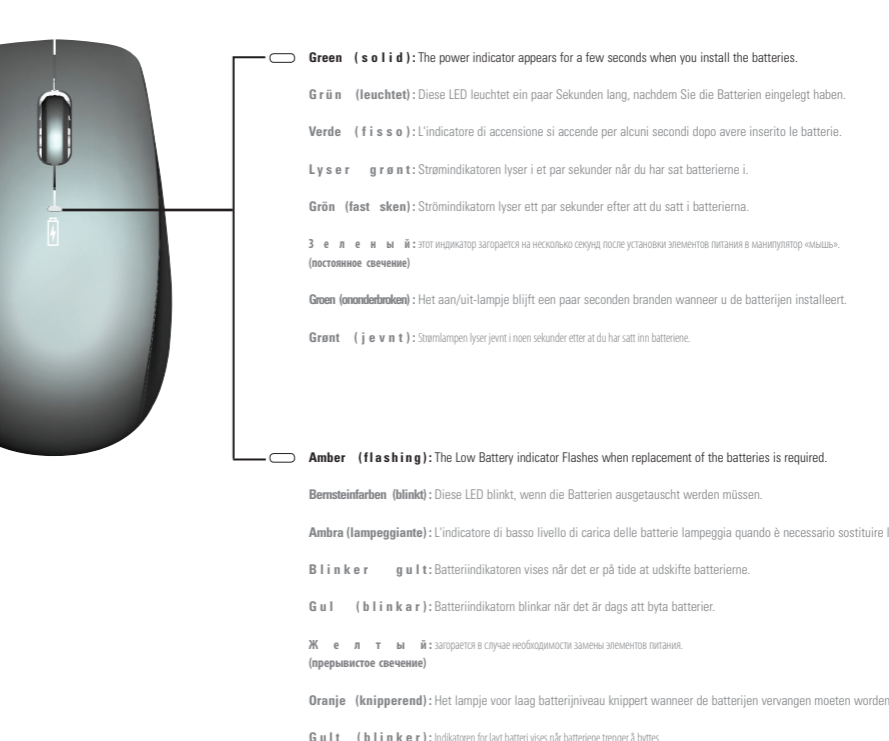 Green (solid): The power indicator appears for a few seconds when you install the batteries.
Grün (leuchtet): Diese LED leuchtet ein paar Sekunden lang, nachdem Sie die Batterien eingelegt haben.
Verde (fisso): L'indicatore di accensione si accende per alcuni secondi dopo avere inserito le batterie.
Lyser grønt: Strømindikatoren lyser i et par sekunder når du har sat batterierne i.
Grön (fast sken): Strömindikatorn lyser ett par sekunder efter att du satt i batterierna.
Зеленый: этот индикатор загорается на несколько секунд после установки элементов питания в манипулятор «мышь».
(постоянное свечение)
Groen (ononderbroken): Het aan/uit-lampje blijft een paar seconden branden wanneer u de batterijen installeert.
Grønt (jevnt): Strømlampen lyser jevnt i noen sekunder etter at du har satt inn batteriene.
Amber (flashing): The Low Battery indicator Flashes when replacement of the batteries is required.
Bernsteinfarben (blinkt): Diese LED blinkt, wenn die Batterien ausgetauscht werden müssen.
Ambra (lampeggiante): L'indicatore di basso livello di carica delle batterie lampeggia quando è necessario sostituire l
Blinker gult: Batteriindikatoren vises når det er på tide at udskifte batterierne.
Gul (blinkar): Batteriindikatorn blinkar när det är dags att byta batterier.
Желтый: загорается в случае необходимости замены элементов питания.
(прерывистое свечение)
Oranje (knipperend): Het lampje voor laag batterijniveau knippert wanneer de batterijen vervangen moeten worden
Gult (blinker): Indikatoren for lavt batteri vises når batteriene trenger å byttes